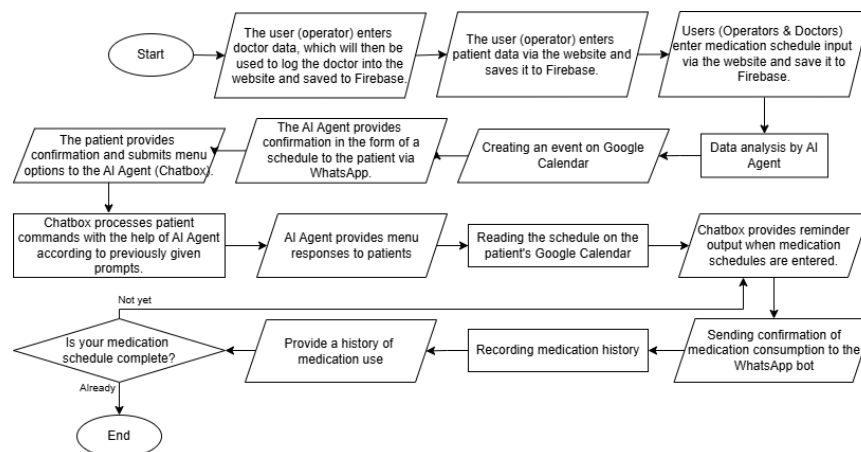 Start
The user (operator) enters
doctor data, which will then be
used to log the doctor into the
website and saved to Firebase.
The user (operator) enters
patient data via the website and
saves it to Firebase.
Users (Operators & Doctors)
enter medication schedule input
via the website and save it to
Firebase.
Data analysis by AI
Agent
Creating an event on Google
Calendar
The AI Agent provides
confirmation in the form of a
schedule to the patient via
WhatsApp.
The patient provides
confirmation and submits menu
options to the AI Agent (Chatbox).
Chatbox processes patient
commands with the help of AI Agent
according to previously given
prompts.
AI Agent provides menu
responses to patients
Reading the schedule on the
patient's Google Calendar
Chatbox provides reminder
output when medication
schedules are entered.
Sending confirmation of
medication consumption to the
WhatsApp bot
Recording medication history
Provide a history of
medication use
Is your medication
schedule complete?
Not yet
Already
End